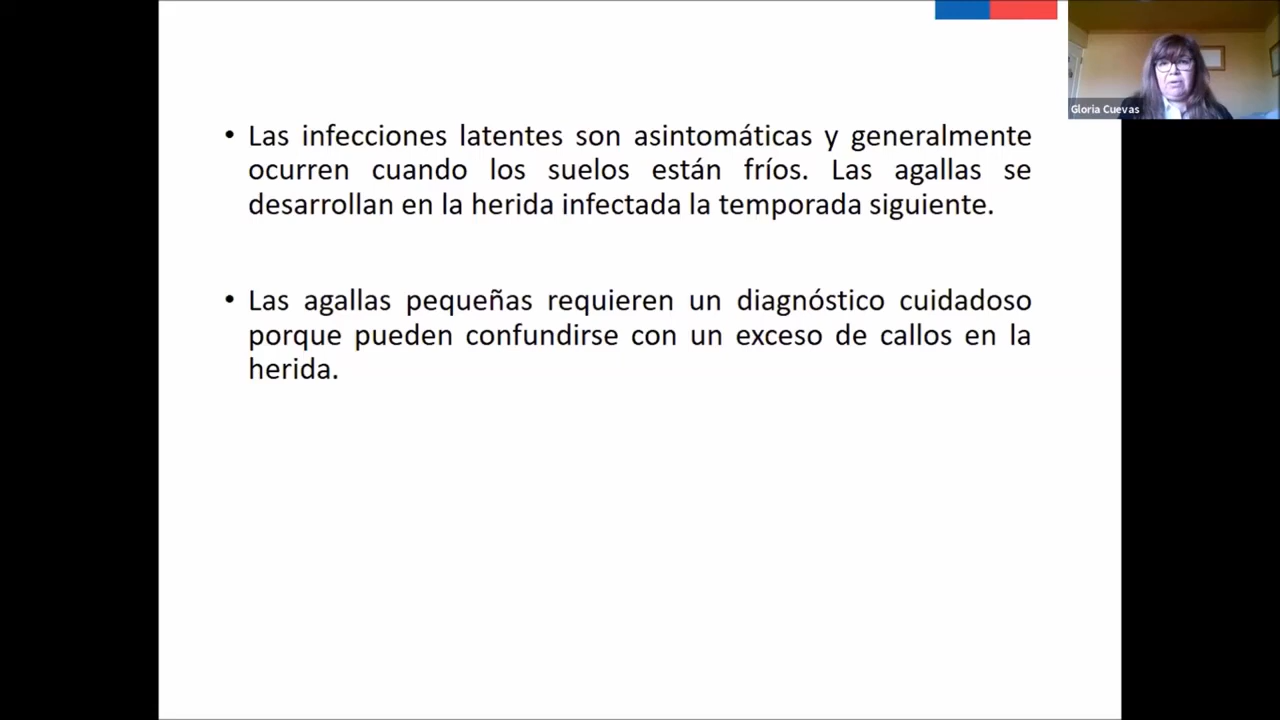 Gloria Cuevas
• Las infecciones latentes son asintomáticas y generalmente
ocurren cuando los suelos están fríos. Las agallas se
desarrollan en la herida infectada la temporada siguiente.
• Las agallas pequeñas requieren un diagnóstico cuidadoso
porque pueden confundirse con un exceso de callos en la
herida.